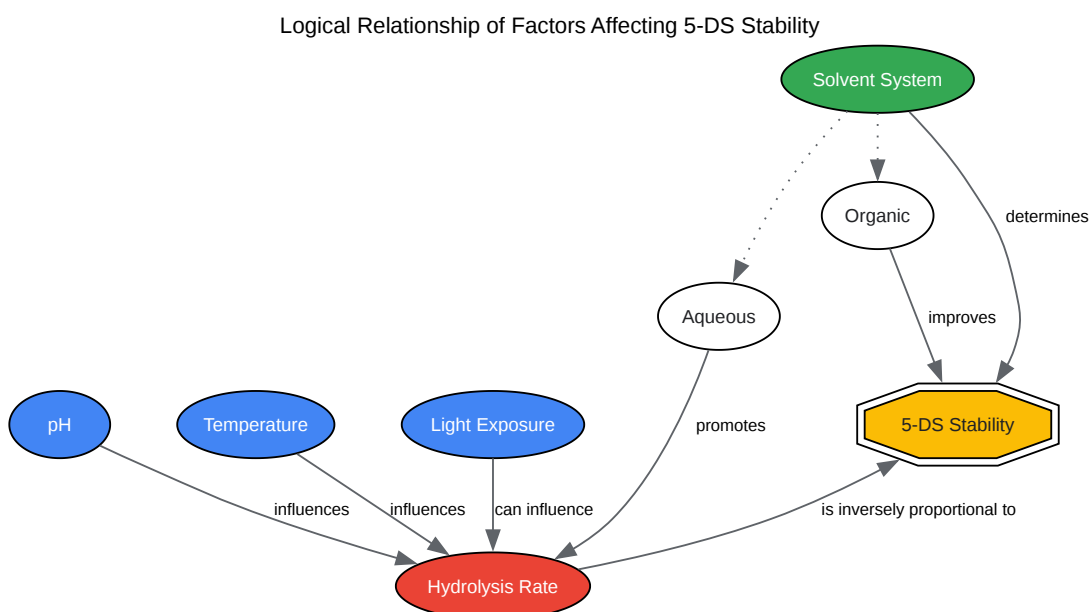 Logical Relationship of Factors Affecting 5-DS Stability
Solvent System
Organic
determines
Aqueous
improves
pH
Temperature
Light Exposure
promotes
5-DS Stability
influences
influences
can influence
is inversely proportional to
Hydrolysis Rate